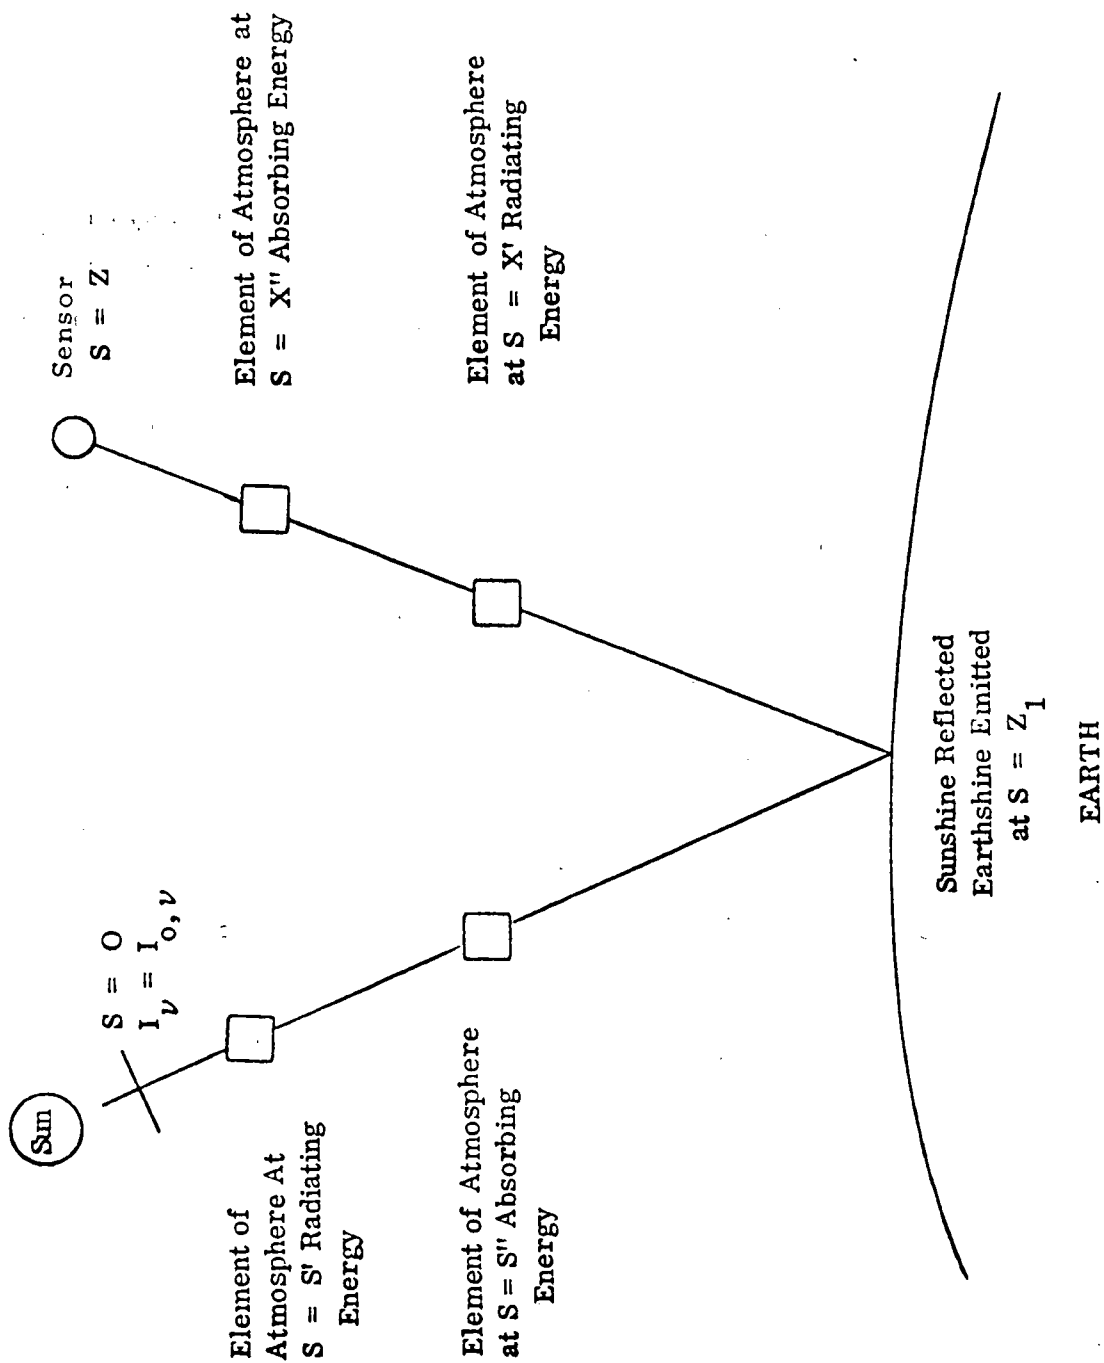 Sun
S = O
I_ν = I_o,ν
Element of
Atmosphere At
S = S' Radiating
Energy
Element of Atmosphere
at S = S'' Absorbing
Energy
Sensor
S = Z
Element of Atmosphere at
S = X'' Absorbing Energy
Element of Atmosphere
at S = X' Radiating
Energy
Sunshine Reflected
Earthshine Emitted
at S = Z_1
EARTH